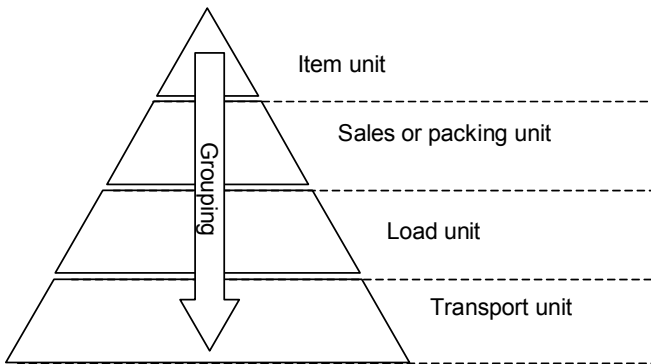 Item unit
Sales or packing unit
Grouping
Load unit
Transport unit